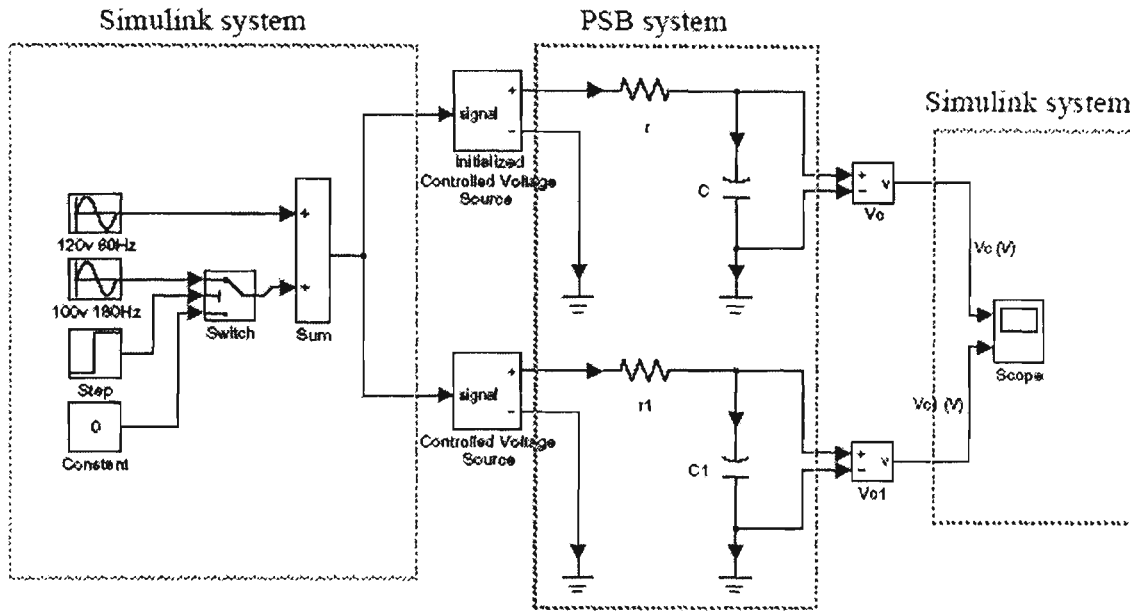 Simulink system
PSB system
Simulink system
signal
+
−
Initialized
Controlled Voltage
Source
r
C
+
−
v
Vc
Vc (V)
120v 60Hz
100v 180Hz
Switch
Step
0
Constant
+
+
Sum
signal
+
−
Controlled Voltage
Source
r1
C1
+
−
v
Vc1
Vc1 (V)
Scope